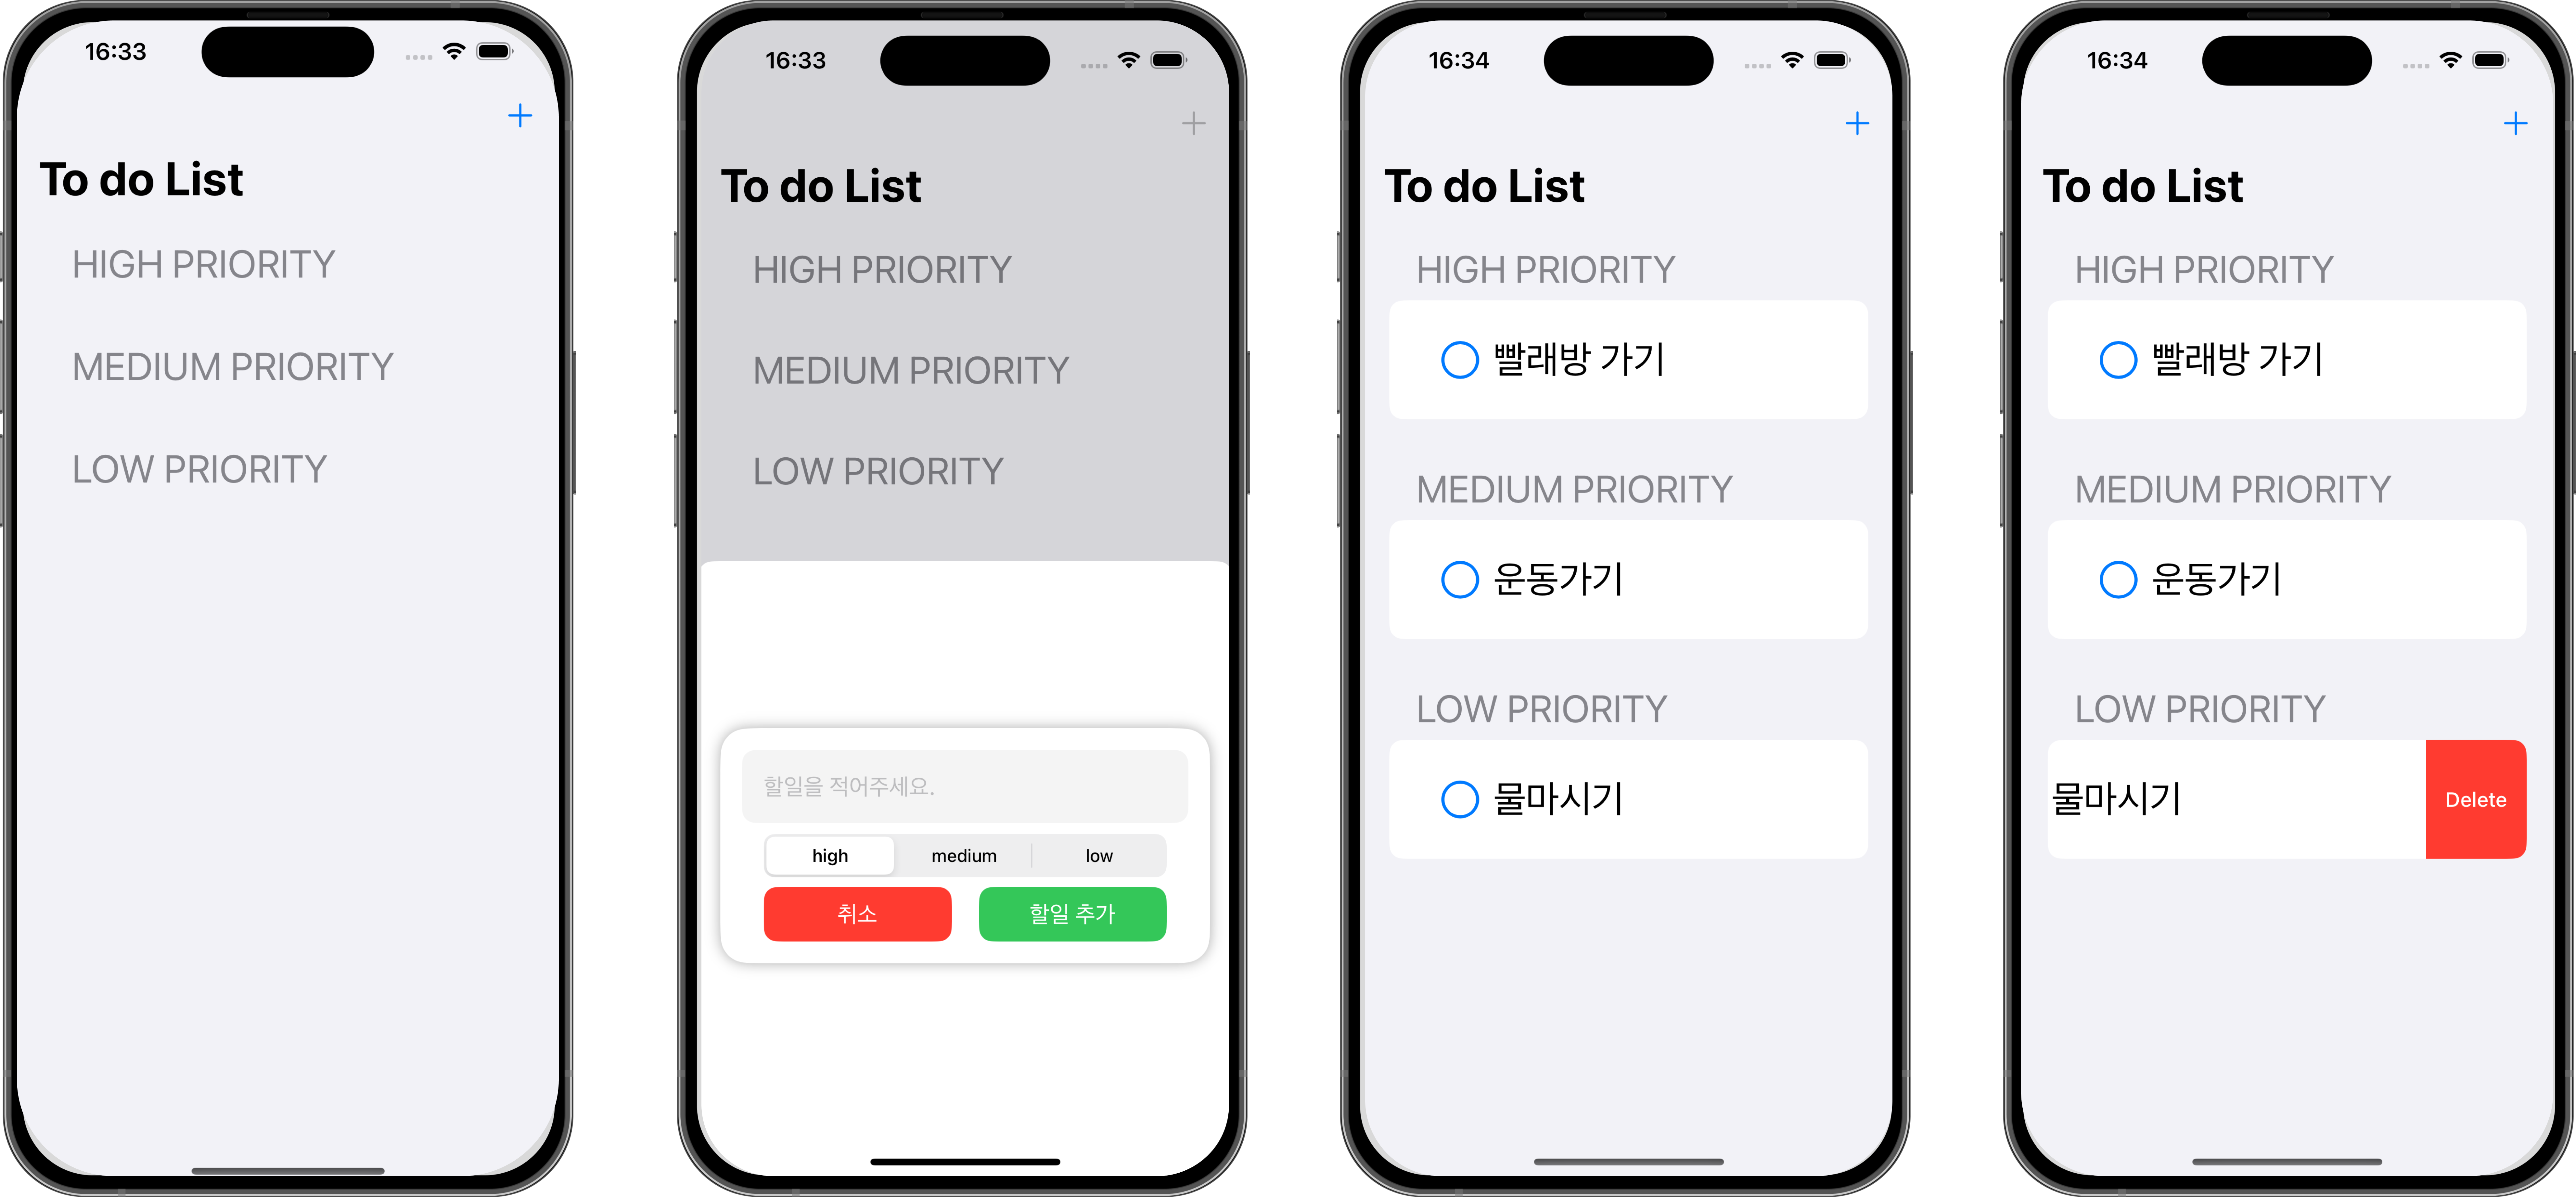 16:33
To do List
HIGH PRIORITY
MEDIUM PRIORITY
LOW PRIORITY
16:33
To do List
HIGH PRIORITY
MEDIUM PRIORITY
LOW PRIORITY
할일을 적어주세요.
high medium low
취소 할일 추가
16:34
To do List
HIGH PRIORITY
빨래방 가기
MEDIUM PRIORITY
운동가기
LOW PRIORITY
물마시기
16:34
To do List
HIGH PRIORITY
빨래방 가기
MEDIUM PRIORITY
운동가기
LOW PRIORITY
물마시기 Delete